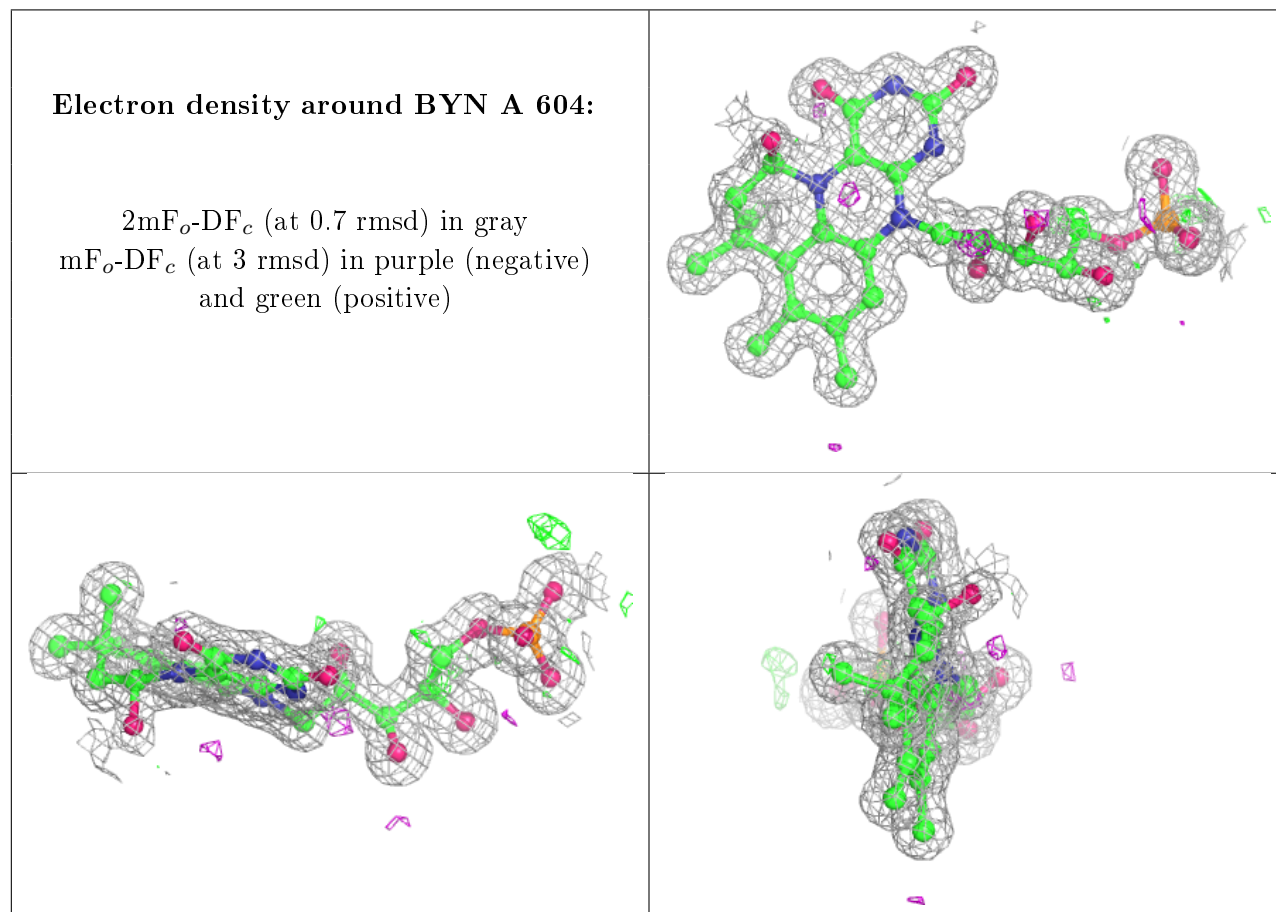 Electron density around BYN A 604:
2mFo-DFc (at 0.7 rmsd) in gray
mFo-DFc (at 3 rmsd) in purple (negative)
and green (positive)